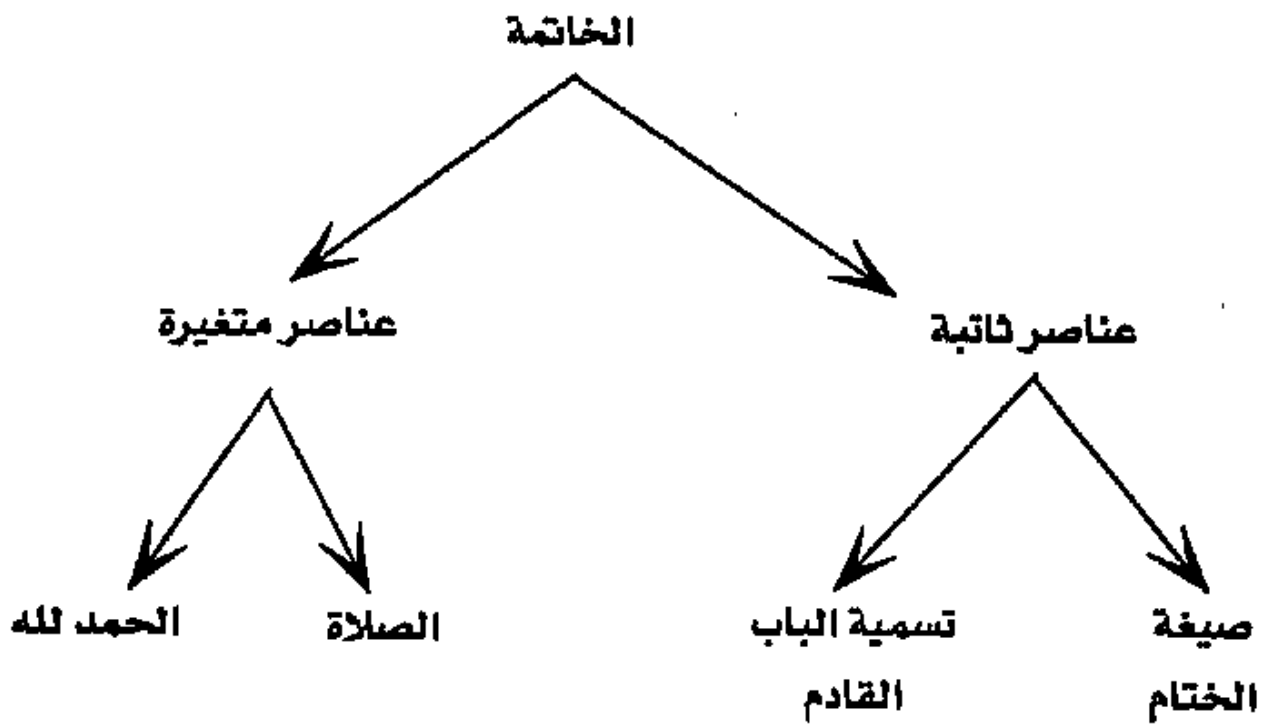 الخاتمة
عناصر ثابتة
عناصر متغيرة
صيغة
الختام
تسمية الباب
القادم
الصلاة
الحمد لله